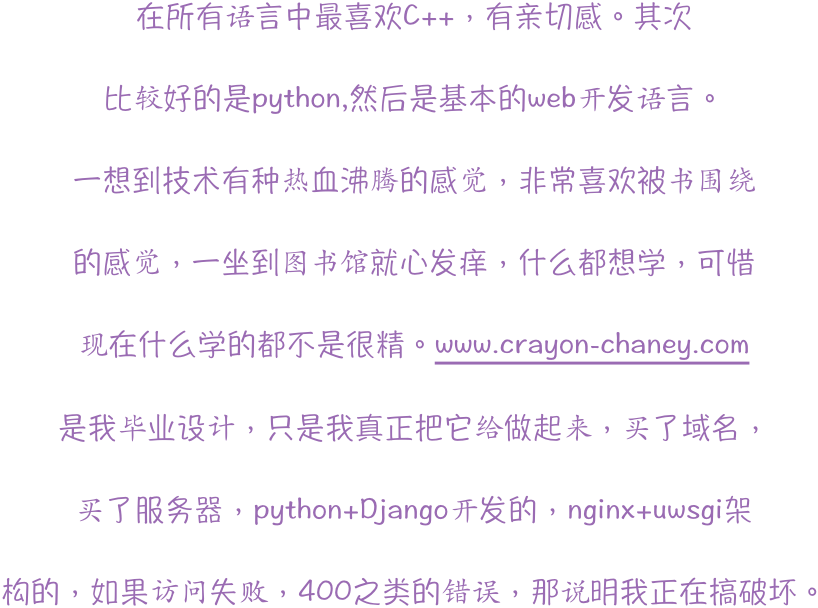 在所有语言中最喜欢C++，有亲切感。其次
比较好的是python,然后是基本的web开发语言。
一想到技术有种热血沸腾的感觉，非常喜欢被书围绕
的感觉，一坐到图书馆就心发痒，什么都想学，可惜
现在什么学的都不是很精。www.crayon-chaney.com
是我毕业设计，只是我真正把它给做起来，买了域名，
买了服务器，python+Django开发的，nginx+uwsgi架
构的，如果访问失败，400之类的错误，那说明我正在搞破坏。